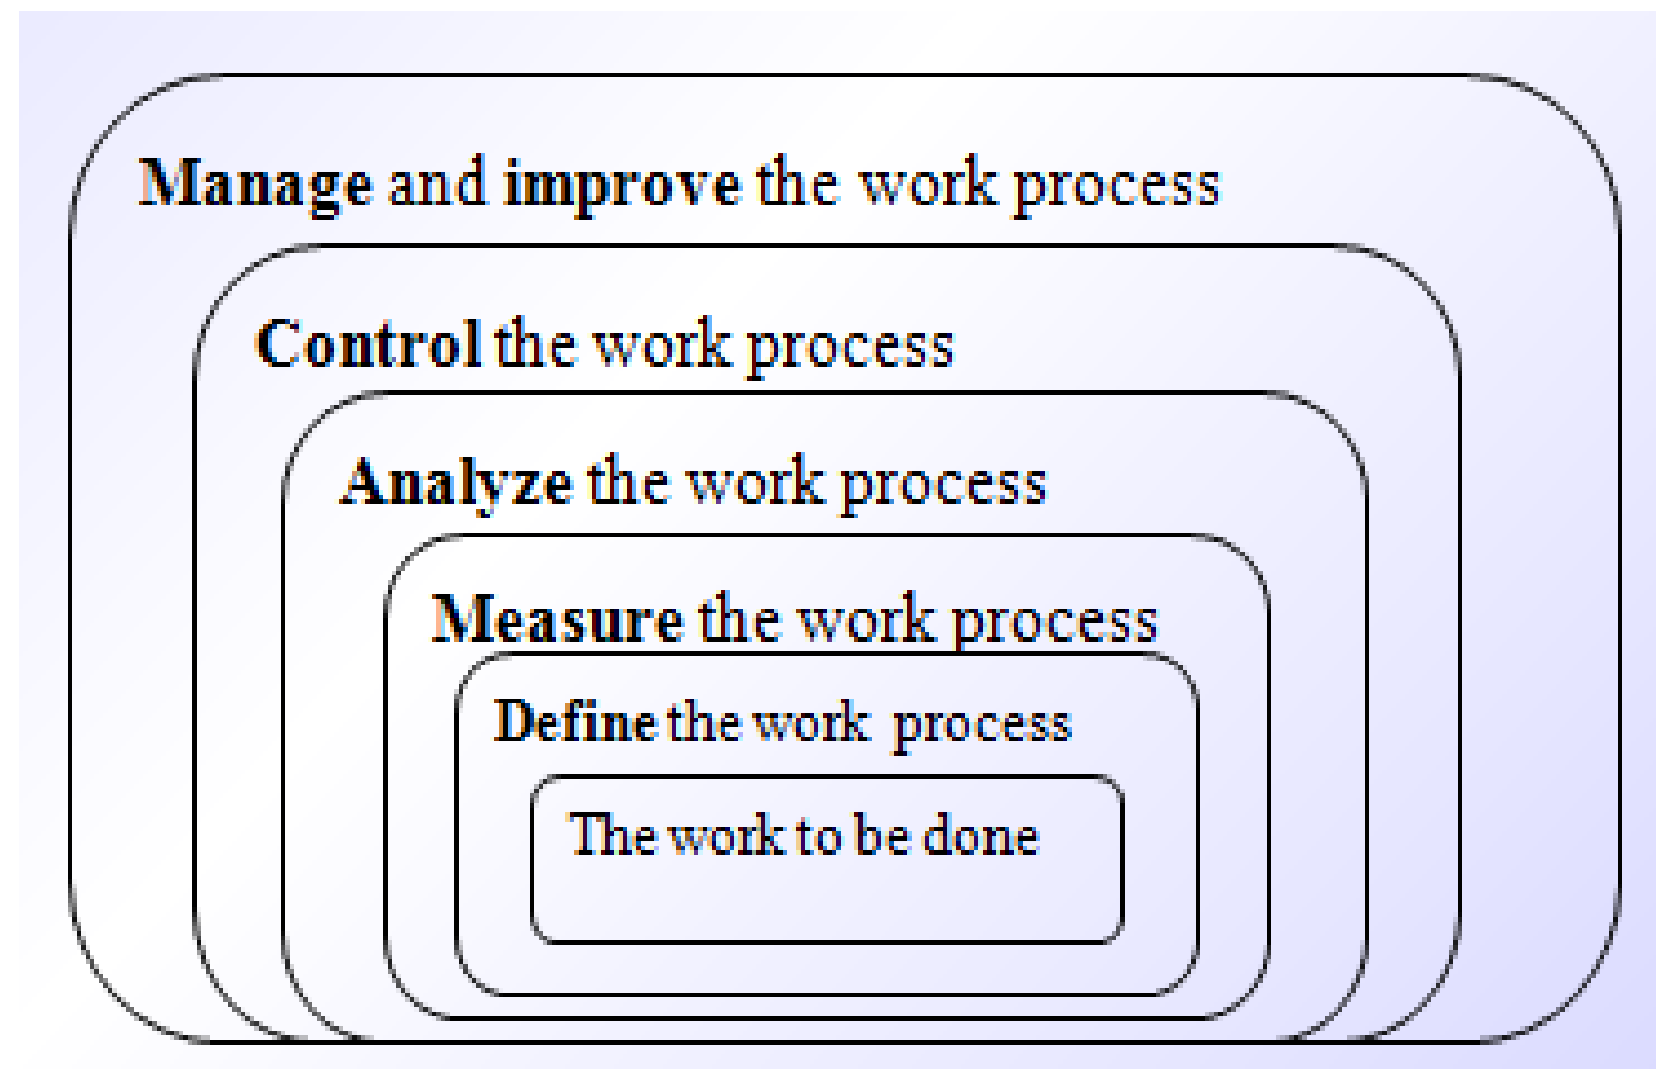 Manage and improve the work process
Control the work process
Analyze the work process
Measure the work process
Define the work process
The work to be done